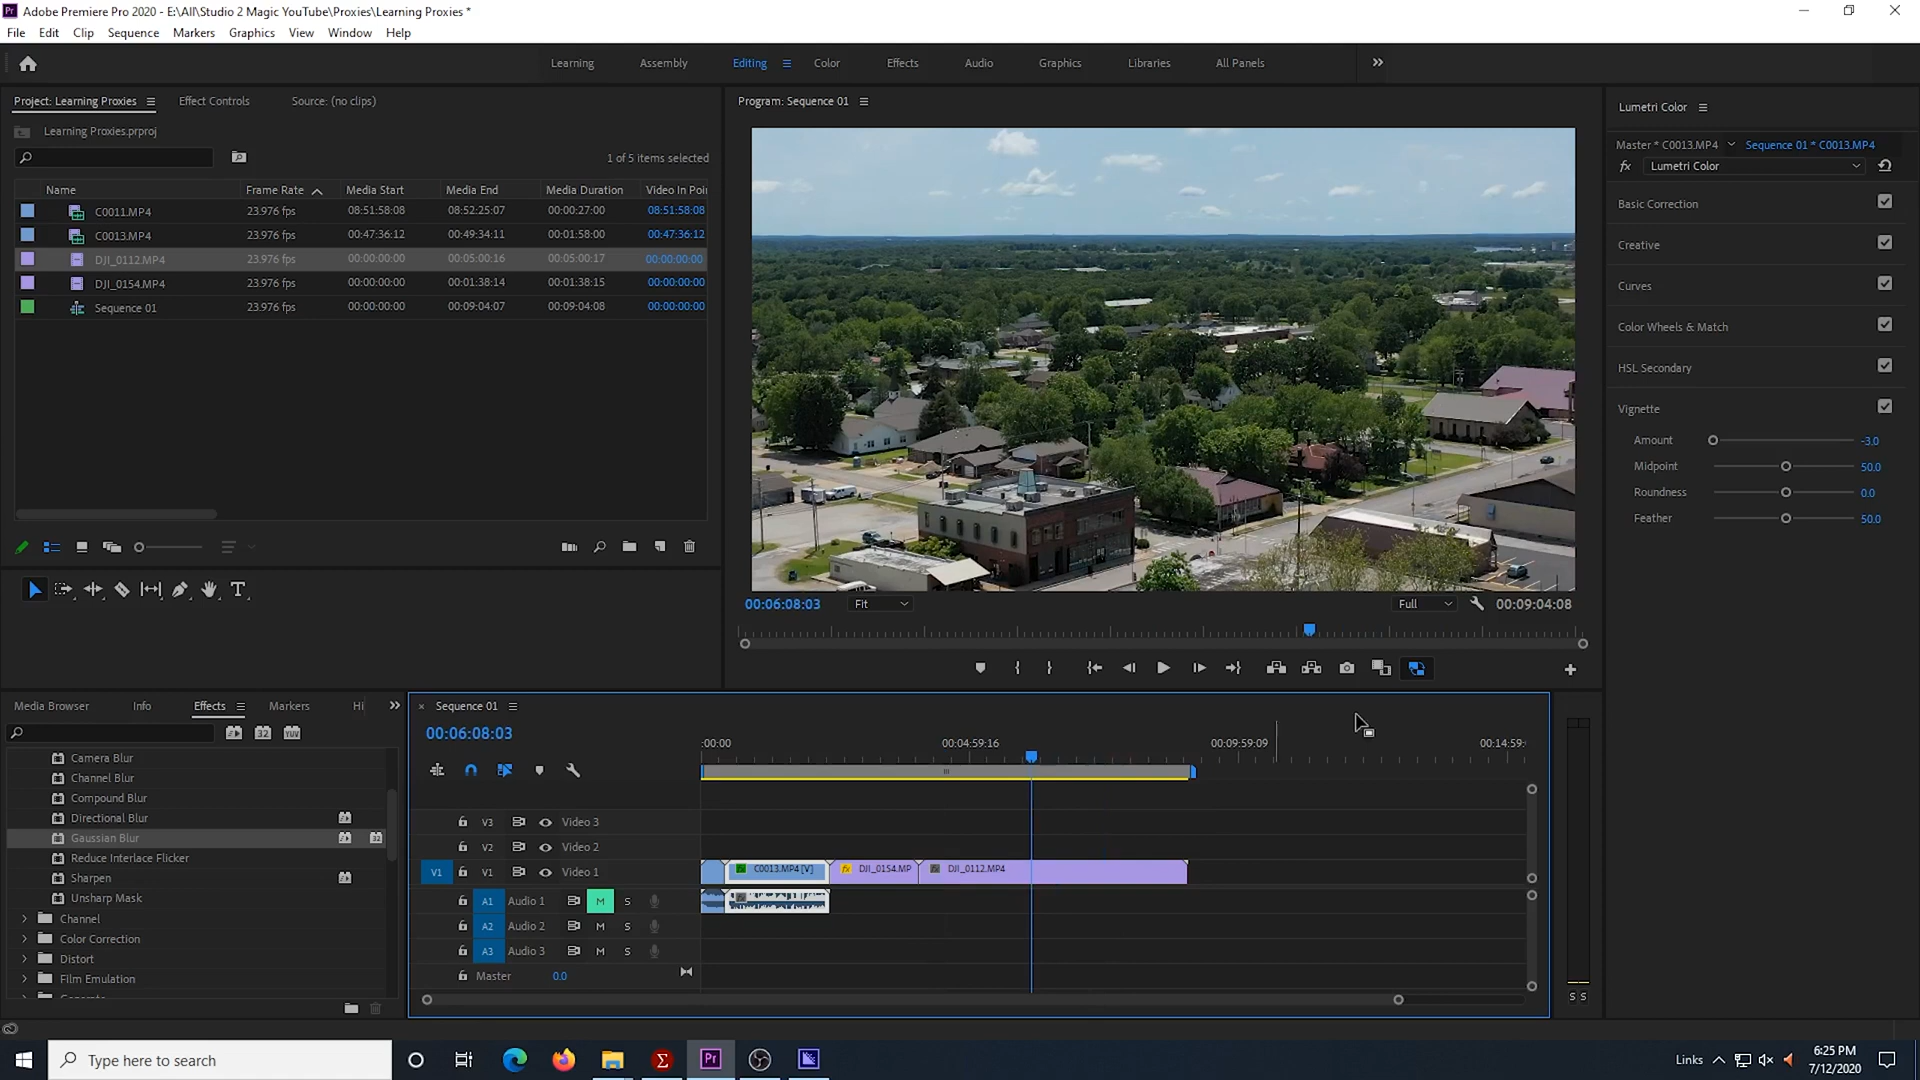 Adobe Premiere Pro 2020 - E:\All\Studio 2 Magic YouTube\Proxies\Learning Proxies *
File Edit Clip Sequence Markers Graphics View Window Help
Learning Assembly Editing Color Effects Audio Graphics Libraries All Panels
Project: Learning Proxies Effect Controls Source: (no clips)
Learning Proxies.prproj
1 of 5 items selected
Name Frame Rate Media Start Media End Media Duration Video In Poi
C0011.MP4 23.976 fps 08:51:58:08 08:52:25:07 00:00:27:00 08:51:58:08
C0013.MP4 23.976 fps 00:47:36:12 00:49:34:11 00:01:58:00 00:47:36:12
DJI_0112.MP4 23.976 fps 00:00:00:00 00:05:00:16 00:05:00:17 00:00:00:00
DJI_0154.MP4 23.976 fps 00:00:00:00 00:01:38:14 00:01:38:15 00:00:00:00
Sequence 01 23.976 fps 00:00:00:00 00:09:04:07 00:09:04:08 00:00:00:00
Program: Sequence 01
00:06:08:03 Fit Full 00:09:04:08
Lumetri Color
Master * C0013.MP4 Sequence 01 * C0013.MP4
fx Lumetri Color
Basic Correction
Creative
Curves
Color Wheels & Match
HSL Secondary
Vignette
Amount -3.0
Midpoint 50.0
Roundness 0.0
Feather 50.0
Media Browser Info Effects Markers Hi
32 YUV
Camera Blur
Channel Blur
Compound Blur
Directional Blur
Gaussian Blur 32
Reduce Interlace Flicker
Sharpen
Unsharp Mask
Channel
Color Correction
Distort
Film Emulation
Generate
× Sequence 01
00:06:08:03
:00:00 00:04:59:16 00:09:59:09 00:14:59:
V3 Video 3
V2 Video 2
V1 V1 Video 1 C0013.MP4 [V] DJI_0154.MP DJI_0112.MP4
A1 Audio 1 M S
A2 Audio 2 M S
A3 Audio 3 M S
Master 0.0
S S
Type here to search
Pr
Links 6:25 PM
7/12/2020